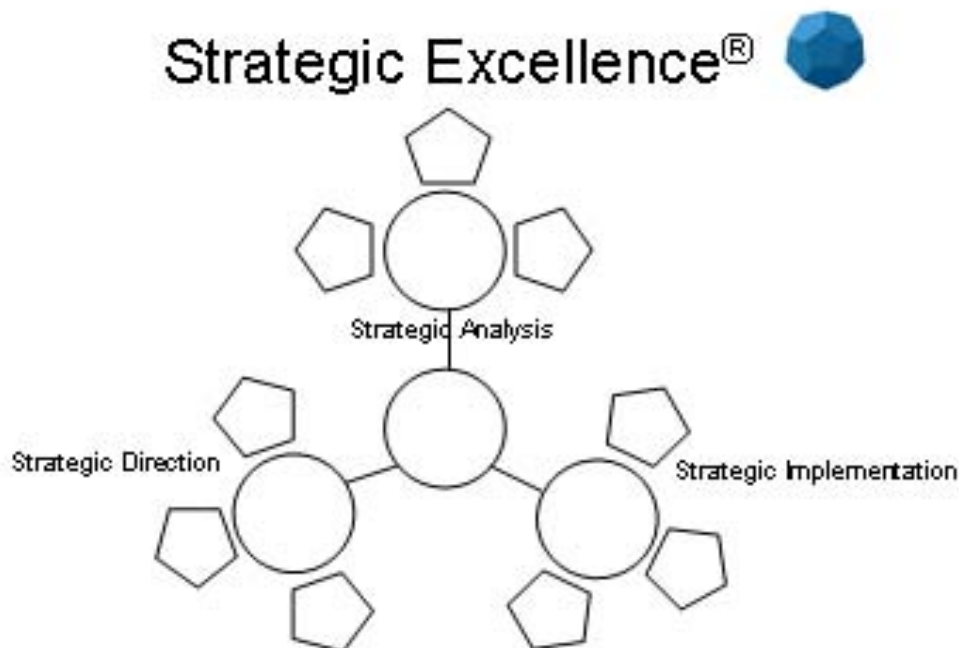 Strategic Excellence®
Strategic Analysis
Strategic Direction
Strategic Implementation